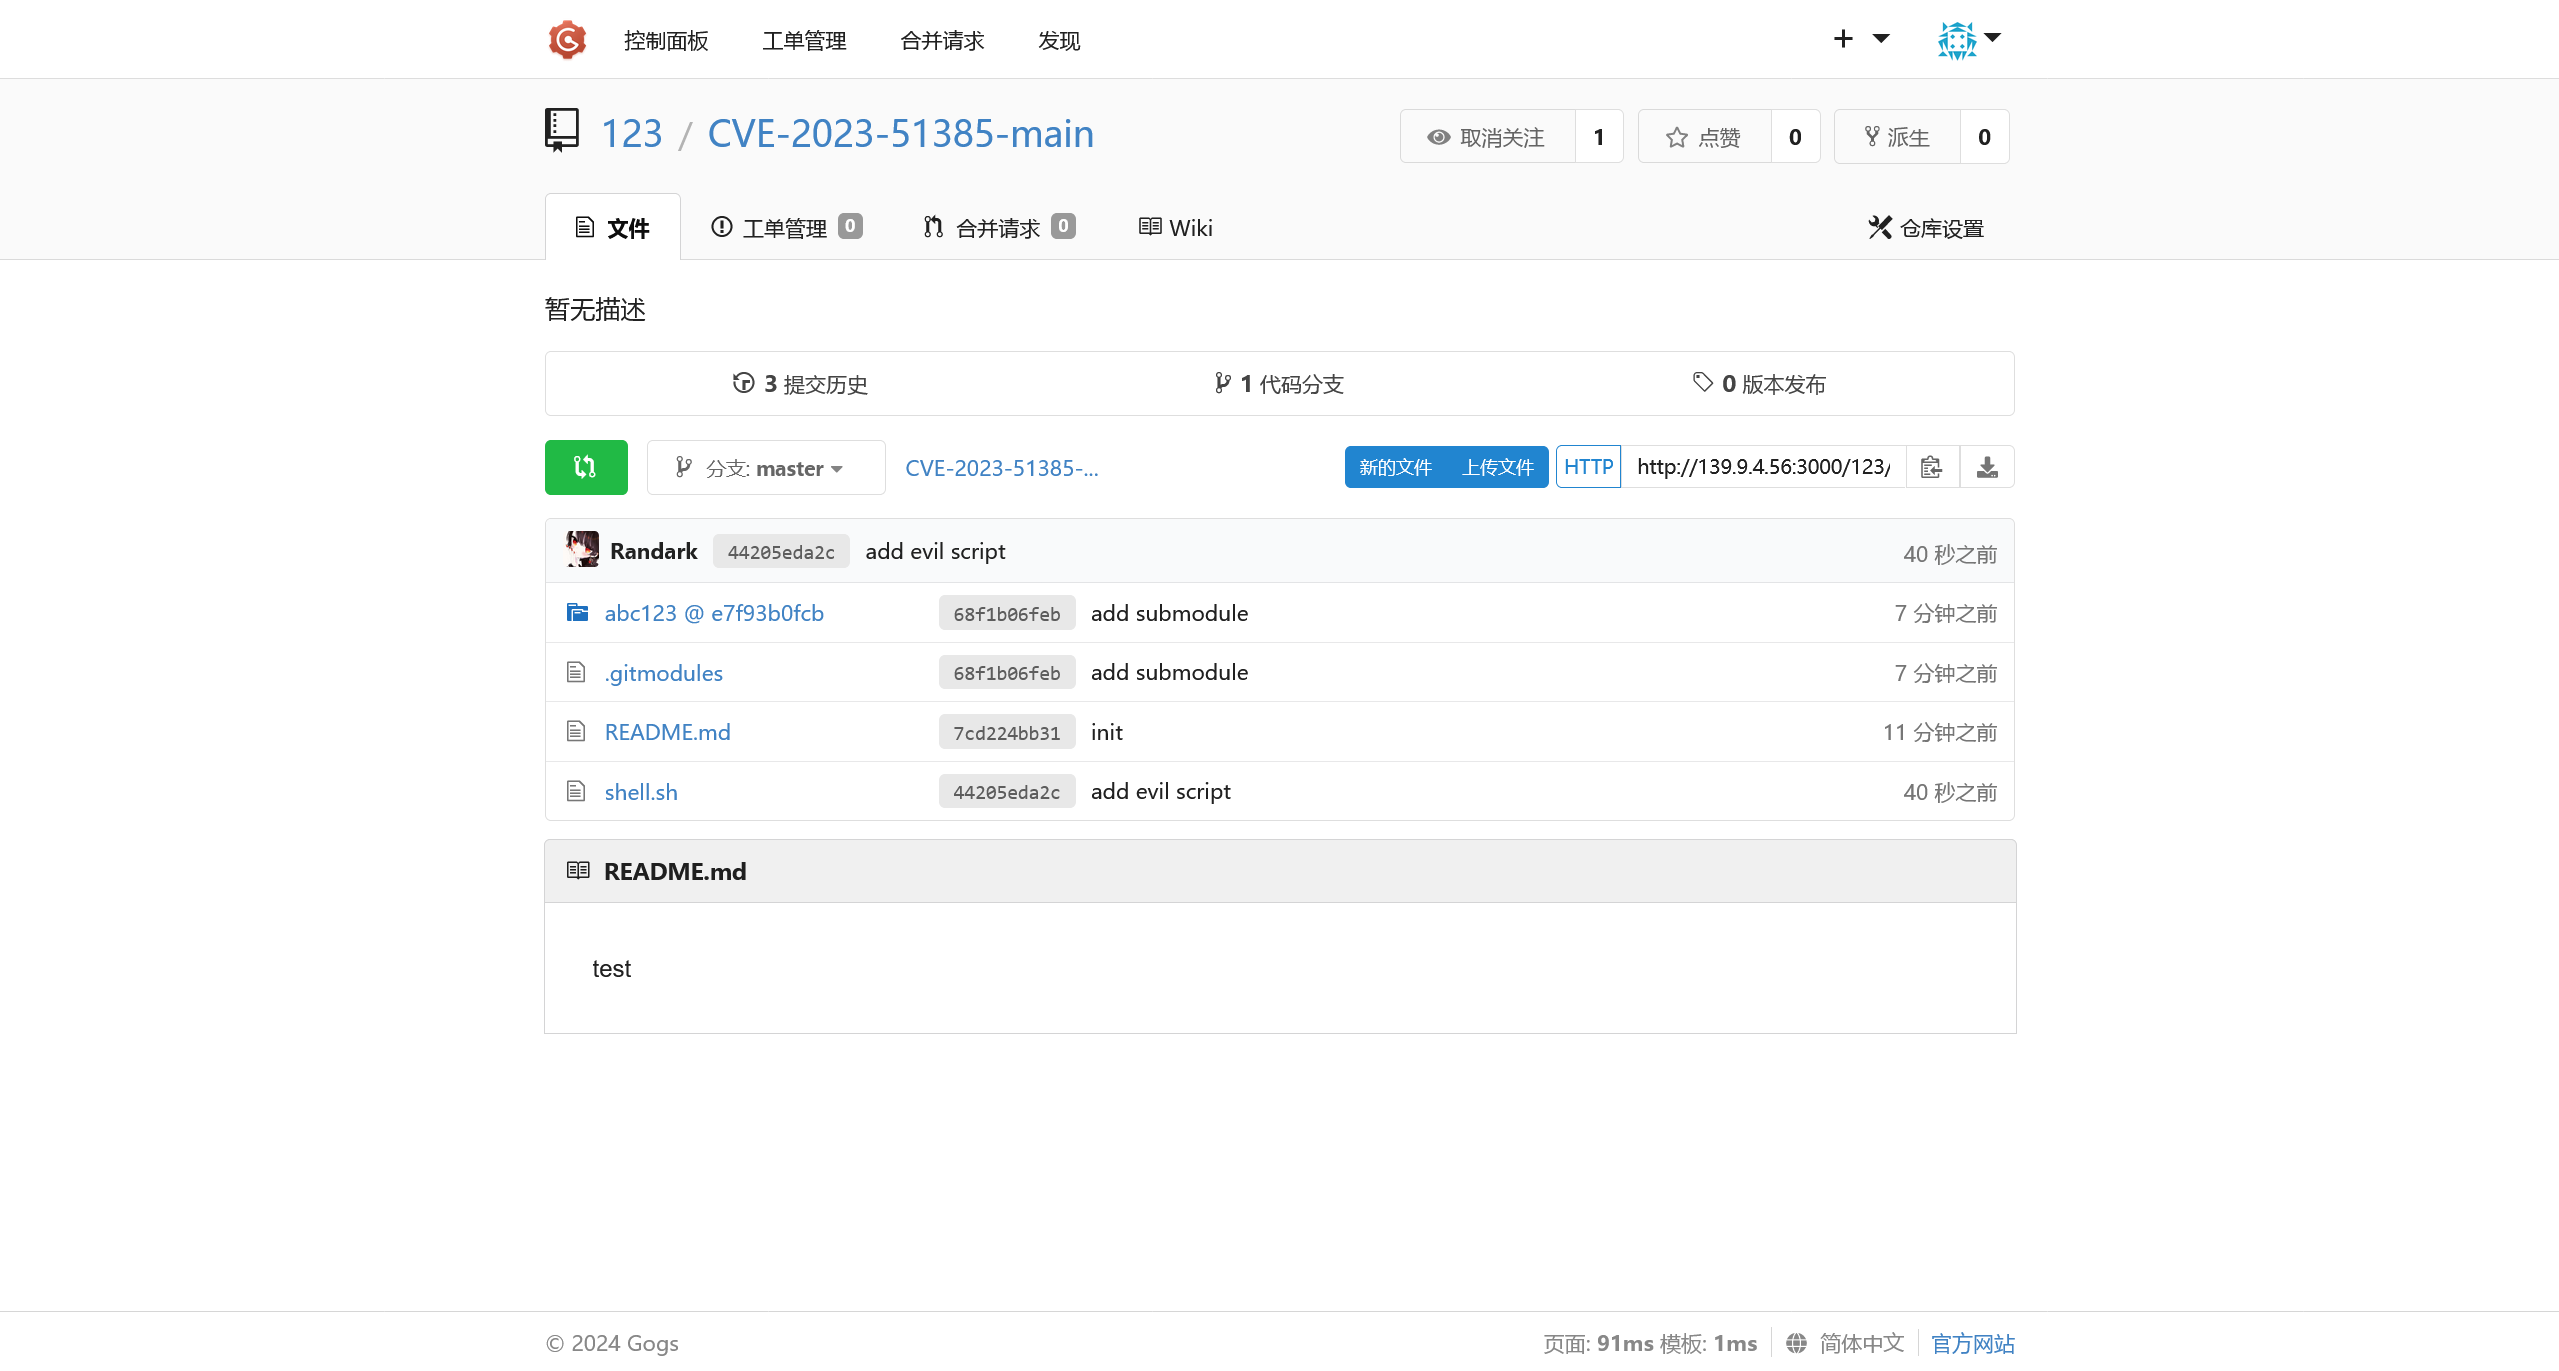 控制面板 工单管理 合并请求 发现
123 / CVE-2023-51385-main 取消关注 1 点赞 0 派生 0
文件 工单管理 0 合并请求 0 Wiki 仓库设置
暂无描述
3 提交历史 1 代码分支 0 版本发布
分支: master CVE-2023-51385-... 新的文件 上传文件 HTTP http://139.9.4.56:3000/123/
Randark 44205eda2c add evil script 40 秒之前
abc123 @ e7f93b0fcb 68f1b06feb add submodule 7 分钟之前
.gitmodules 68f1b06feb add submodule 7 分钟之前
README.md 7cd224bb31 init 11 分钟之前
shell.sh 44205eda2c add evil script 40 秒之前
README.md
test
© 2024 Gogs 页面: 91ms 模板: 1ms 简体中文 官方网站